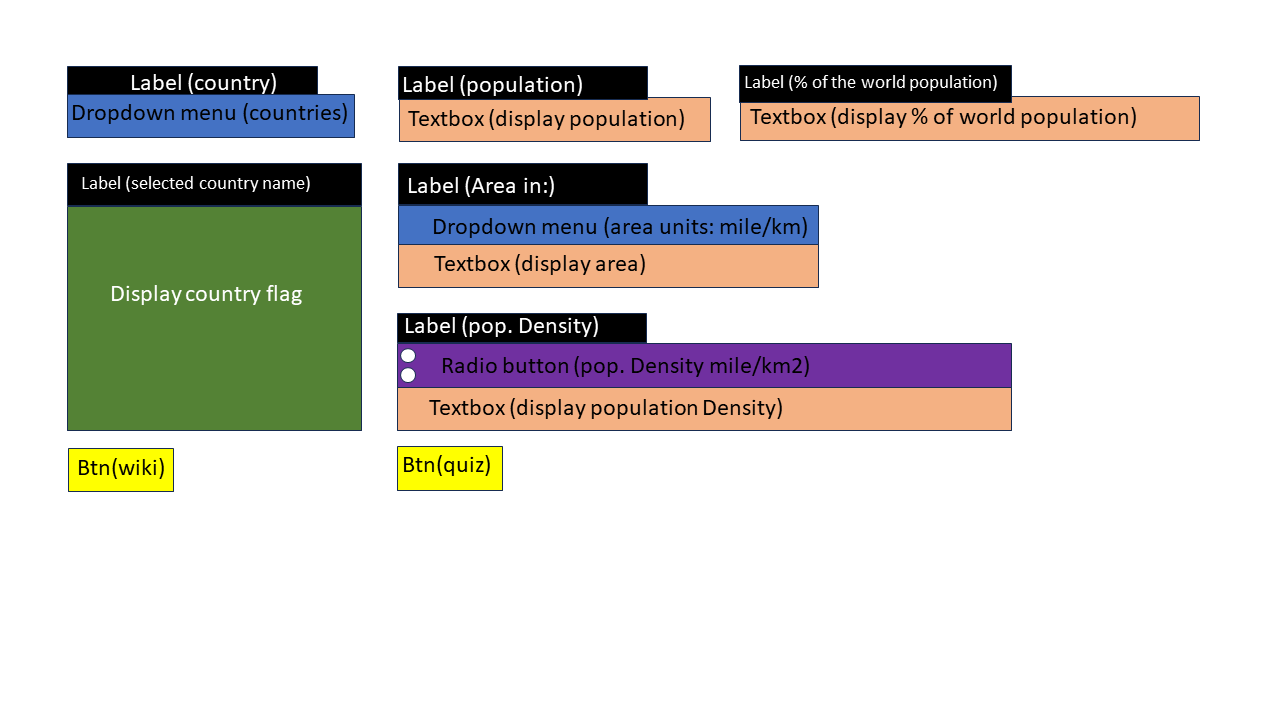 Label (country)
Dropdown menu (countries)
Label (population)
Textbox (display population)
Label (% of the world population)
Textbox (display % of world population)
Label (selected country name)
Display country flag
Label (Area in:)
Dropdown menu (area units: mile/km)
Textbox (display area)
Label (pop. Density)
Radio button (pop. Density mile/km2)
Textbox (display population Density)
Btn(wiki)
Btn(quiz)